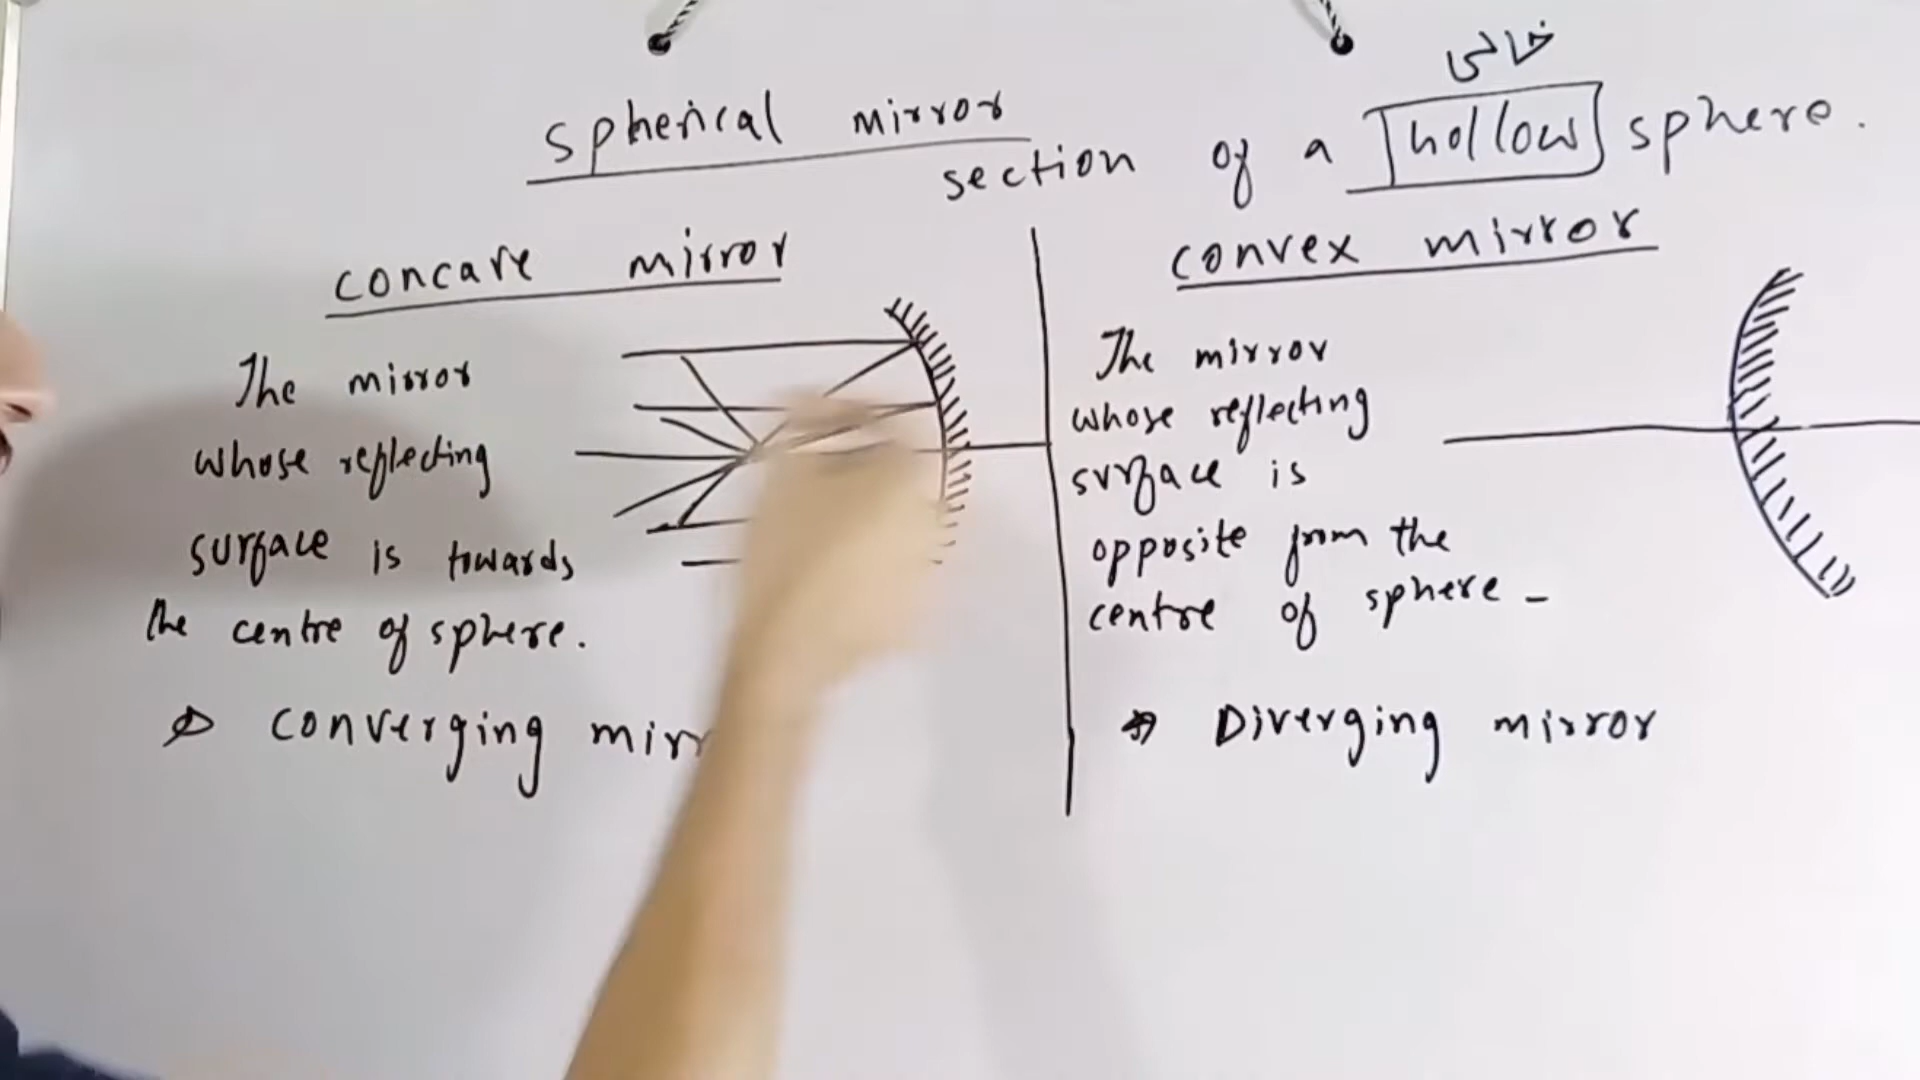 خالی
spherical mirror
section of a hollow sphere.
concave mirror
The mirror
whose reflecting
surface is towards
the centre of sphere.
converging mirr
convex mirror
The mirror
whose reflecting
surface is
opposite from the
centre of sphere -
Diverging mirror